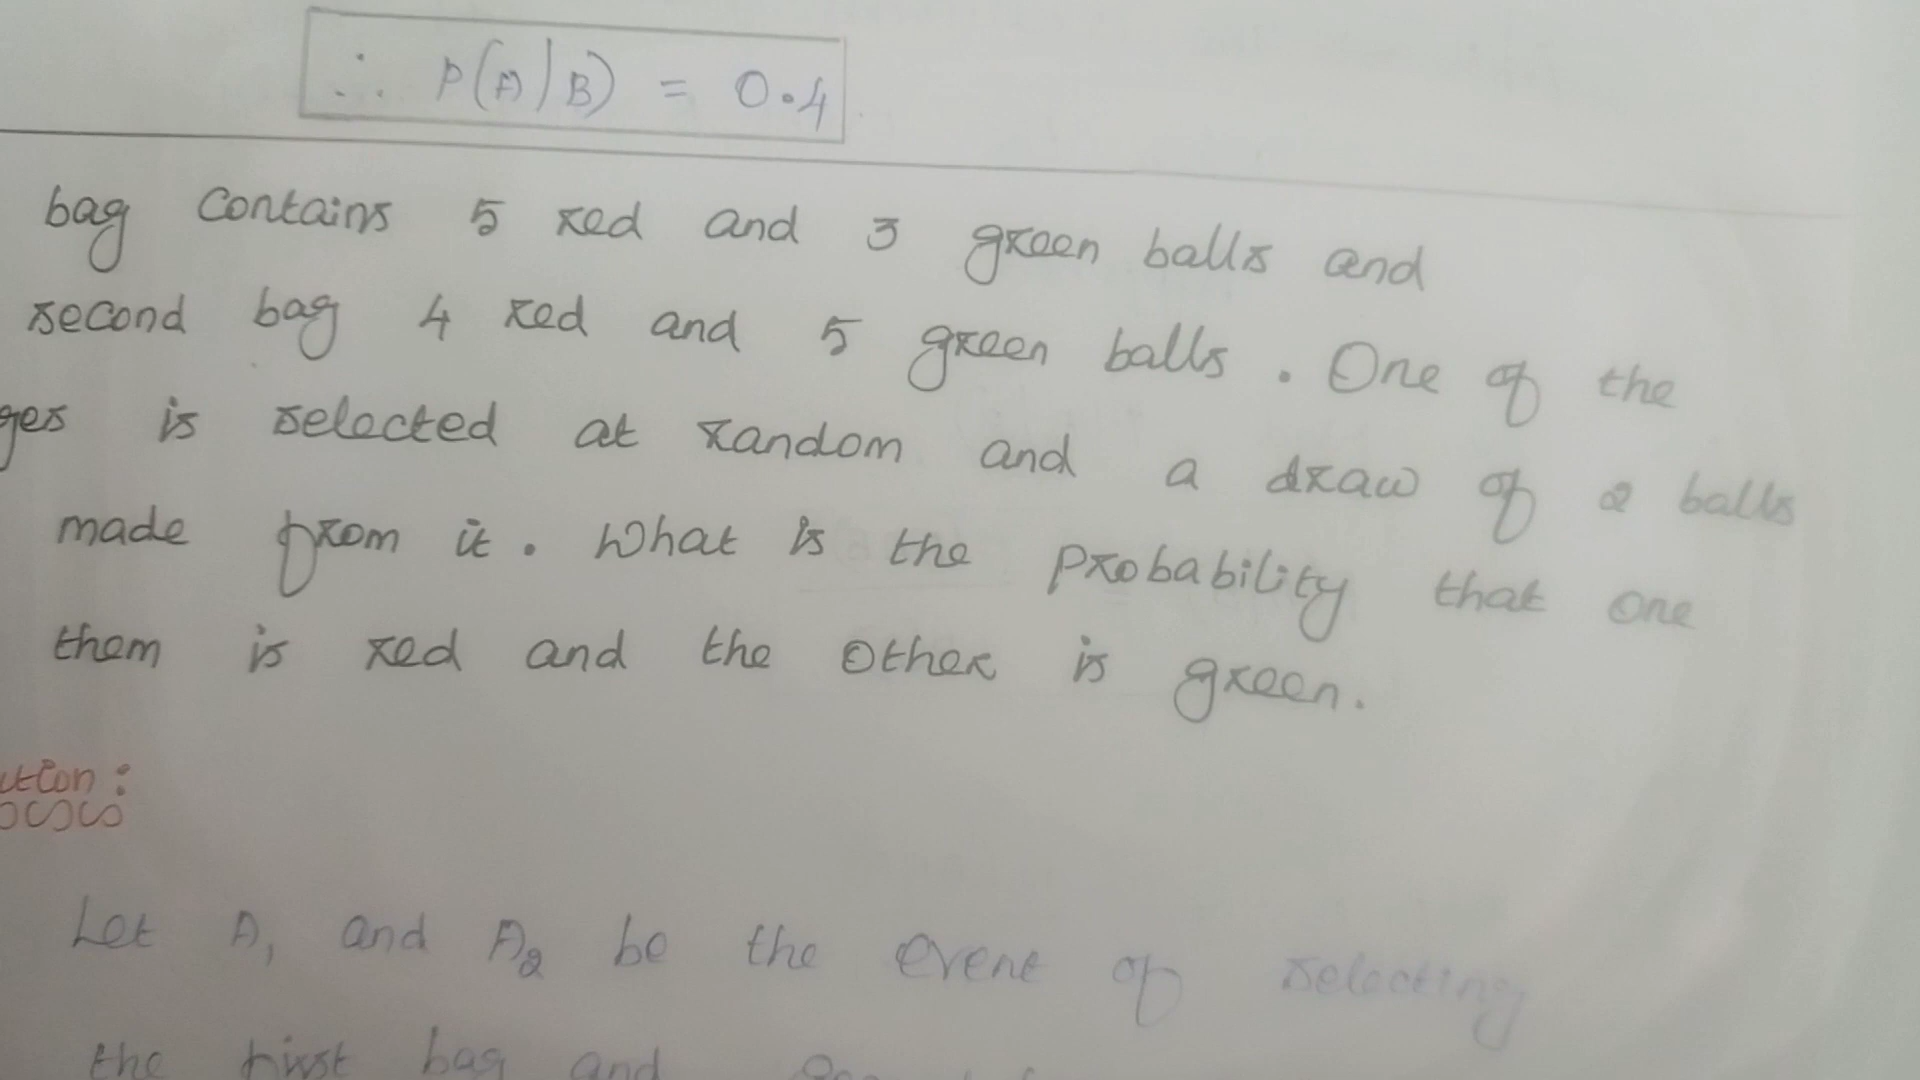 ∴ P(A|B) = 0.4
bag contains 5 red and 3 green balls and
second bag 4 red and 5 green balls. One of the
is selected at random and a draw of 2 balls
made from it. What is the probability that one
them is red and the other is green.
Let A₁ and A₂ be the event of selecting
the first bag and